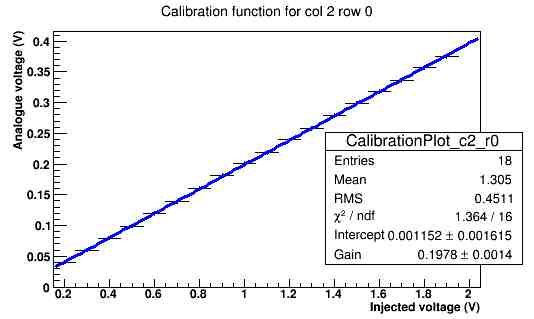 Calibration function for col 2 row 0
Analogue voltage (V)
0.4
0.35
0.3
0.25
0.2
0.15
0.1
0.05
0
0.2 0.4 0.6 0.8 1 1.2 1.4 1.6 1.8 2
Injected voltage (V)
CalibrationPlot_c2_r0
Entries 18
Mean 1.305
RMS 0.4511
χ² / ndf 1.364 / 16
Intercept 0.001152 ± 0.001615
Gain 0.1978 ± 0.0014